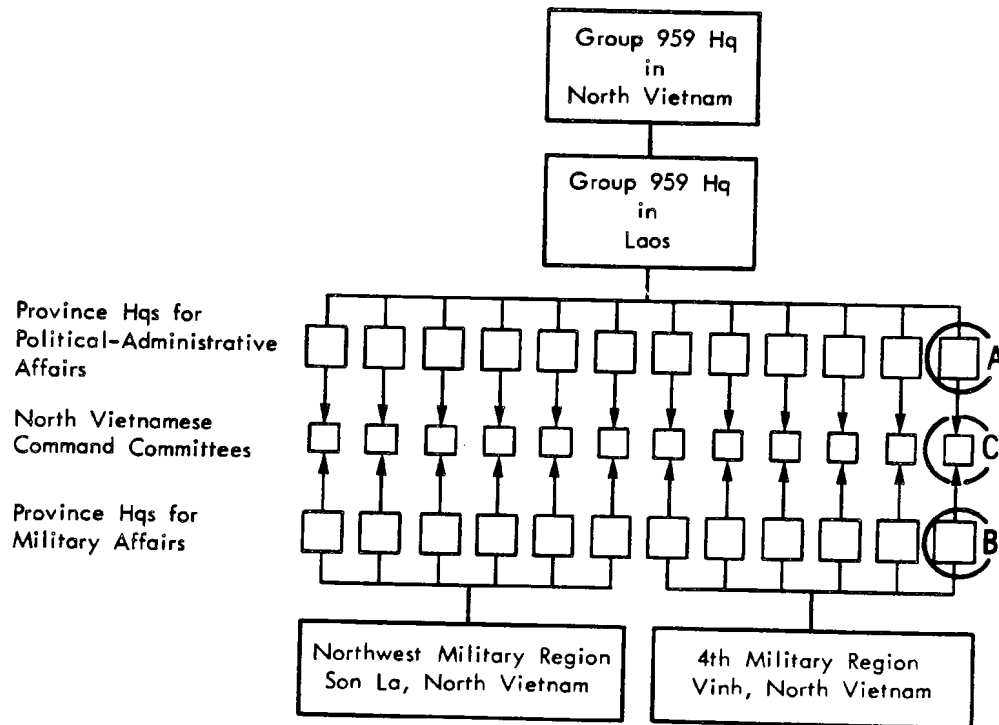 Group 959 Hq
in
North Vietnam
Group 959 Hq
in
Laos
Province Hqs for
Political-Administrative
Affairs
A
North Vietnamese
Command Committees
C
Province Hqs for
Military Affairs
B
Northwest Military Region
Son La, North Vietnam
4th Military Region
Vinh, North Vietnam